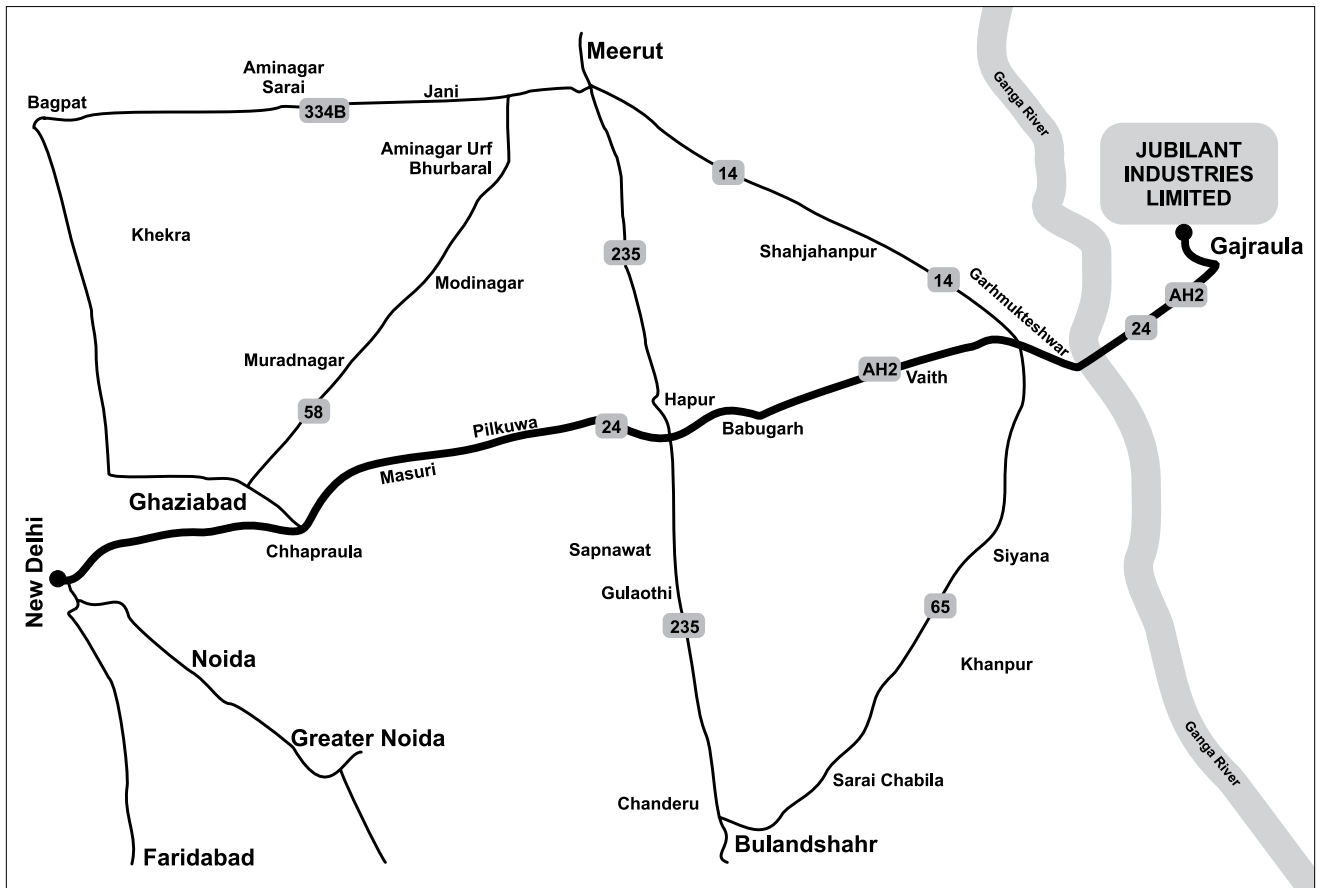 Meerut
Aminagar
Sarai
Jani
Bagpat
334B
Ganga River
Aminagar Urf
Bhurbaral
JUBILANT
INDUSTRIES
LIMITED
14
Khekra
235
Shahjahanpur
Gajraula
Modinagar
14
Garhmukteshwar
AH2
24
Muradnagar
AH2
Vaith
58
Hapur
24
Pilkuwa
Babugarh
Masuri
Ghaziabad
Chhapraula
New Delhi
Sapnawat
Siyana
Gulaothi
65
235
Noida
Khanpur
Greater Noida
Ganga River
Sarai Chabila
Chanderu
Bulandshahr
Faridabad